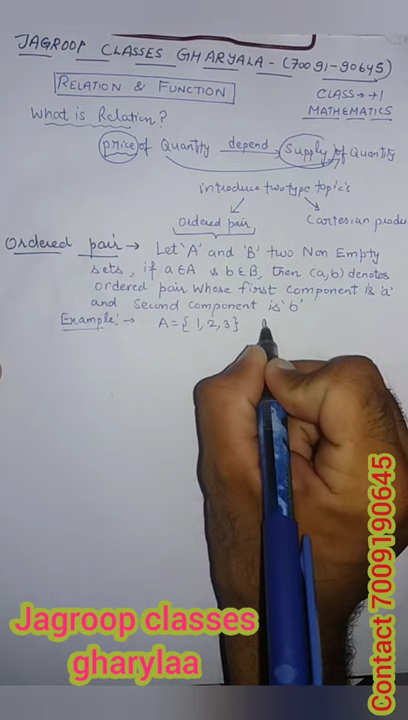 JAGROOP CLASSES GHARYALA - (70091-90645)
RELATION & FUNCTION
CLASS → +1
MATHEMATICS
What is Relation?
price of Quantity depend Supply of Quantity
introduce two type topic's
Ordered pair
Cartesian produ
Ordered pair → Let 'A' and 'B' two Non Empty
sets, if a ∈ A & b ∈ B, then (a, b) denotes
ordered pair whose first component is 'a'
and Second component is 'b'
Example:→ A = { 1, 2, 3 }
Jagroop classes
gharylaa
Contact 7009190645